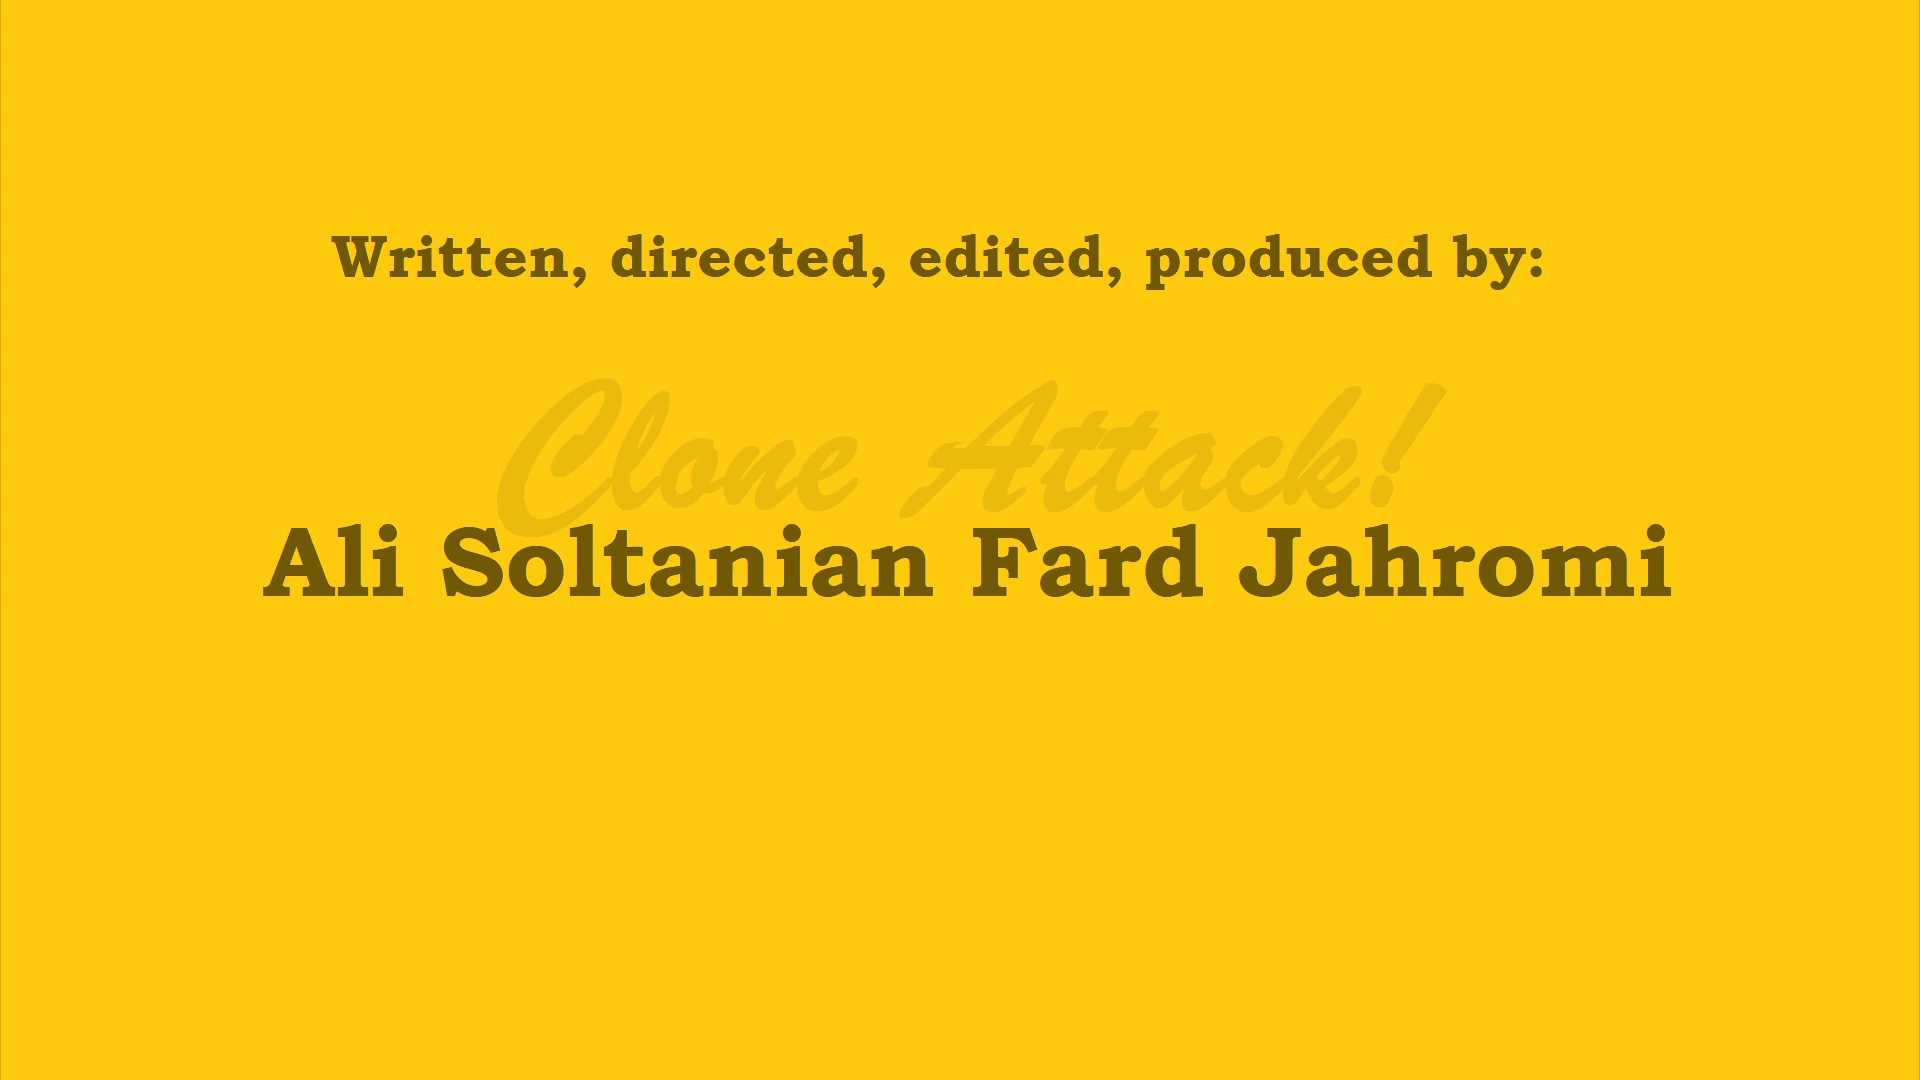 Written, directed, edited, produced by:
Clone Attack!
Ali Soltanian Fard Jahromi